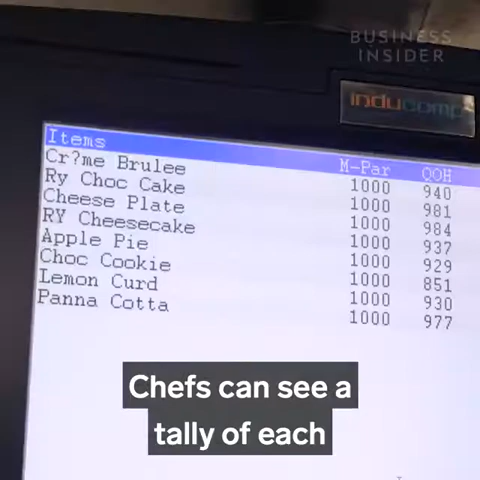 BUSINESS
INSIDER
inducomp
Items M-Par QOH
Cr?me Brulee 1000 940
Ry Choc Cake 1000 981
Cheese Plate 1000 984
RY Cheesecake 1000 937
Apple Pie 1000 929
Choc Cookie 1000 851
Lemon Curd 1000 930
Panna Cotta 1000 977
Chefs can see a
tally of each